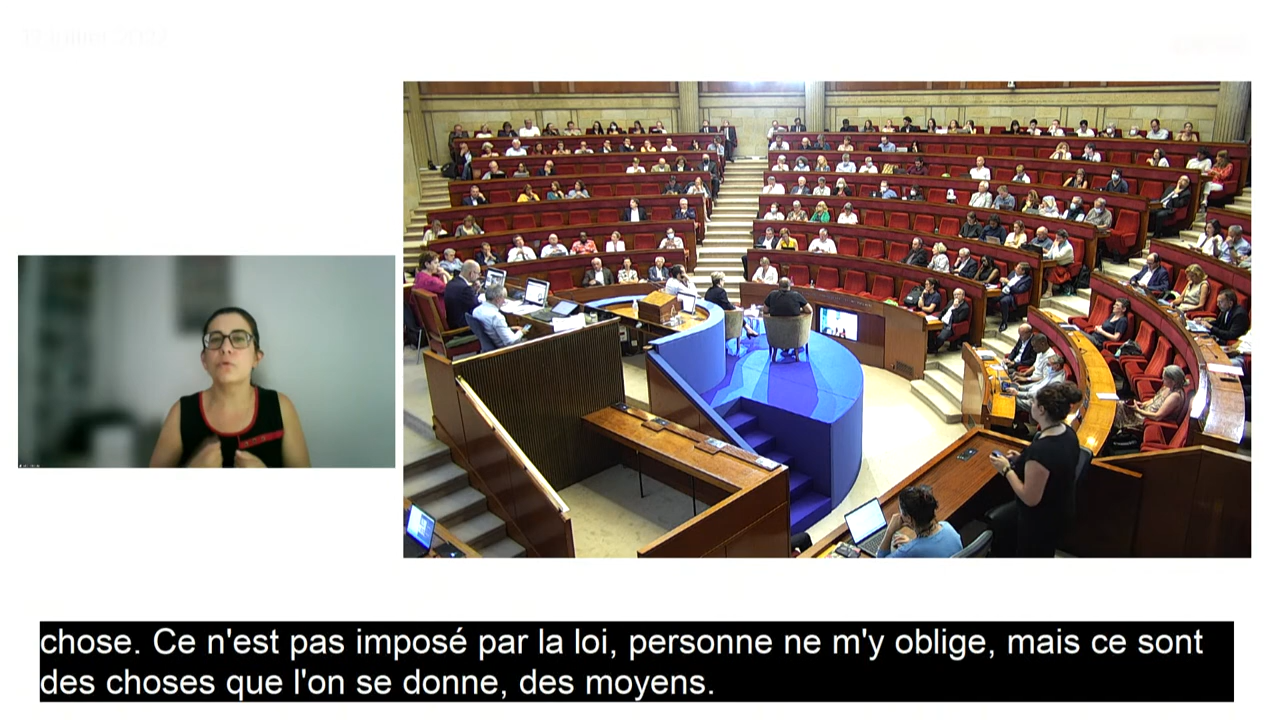 chose. Ce n'est pas imposé par la loi, personne ne m'y oblige, mais ce sont
des choses que l'on se donne, des moyens.